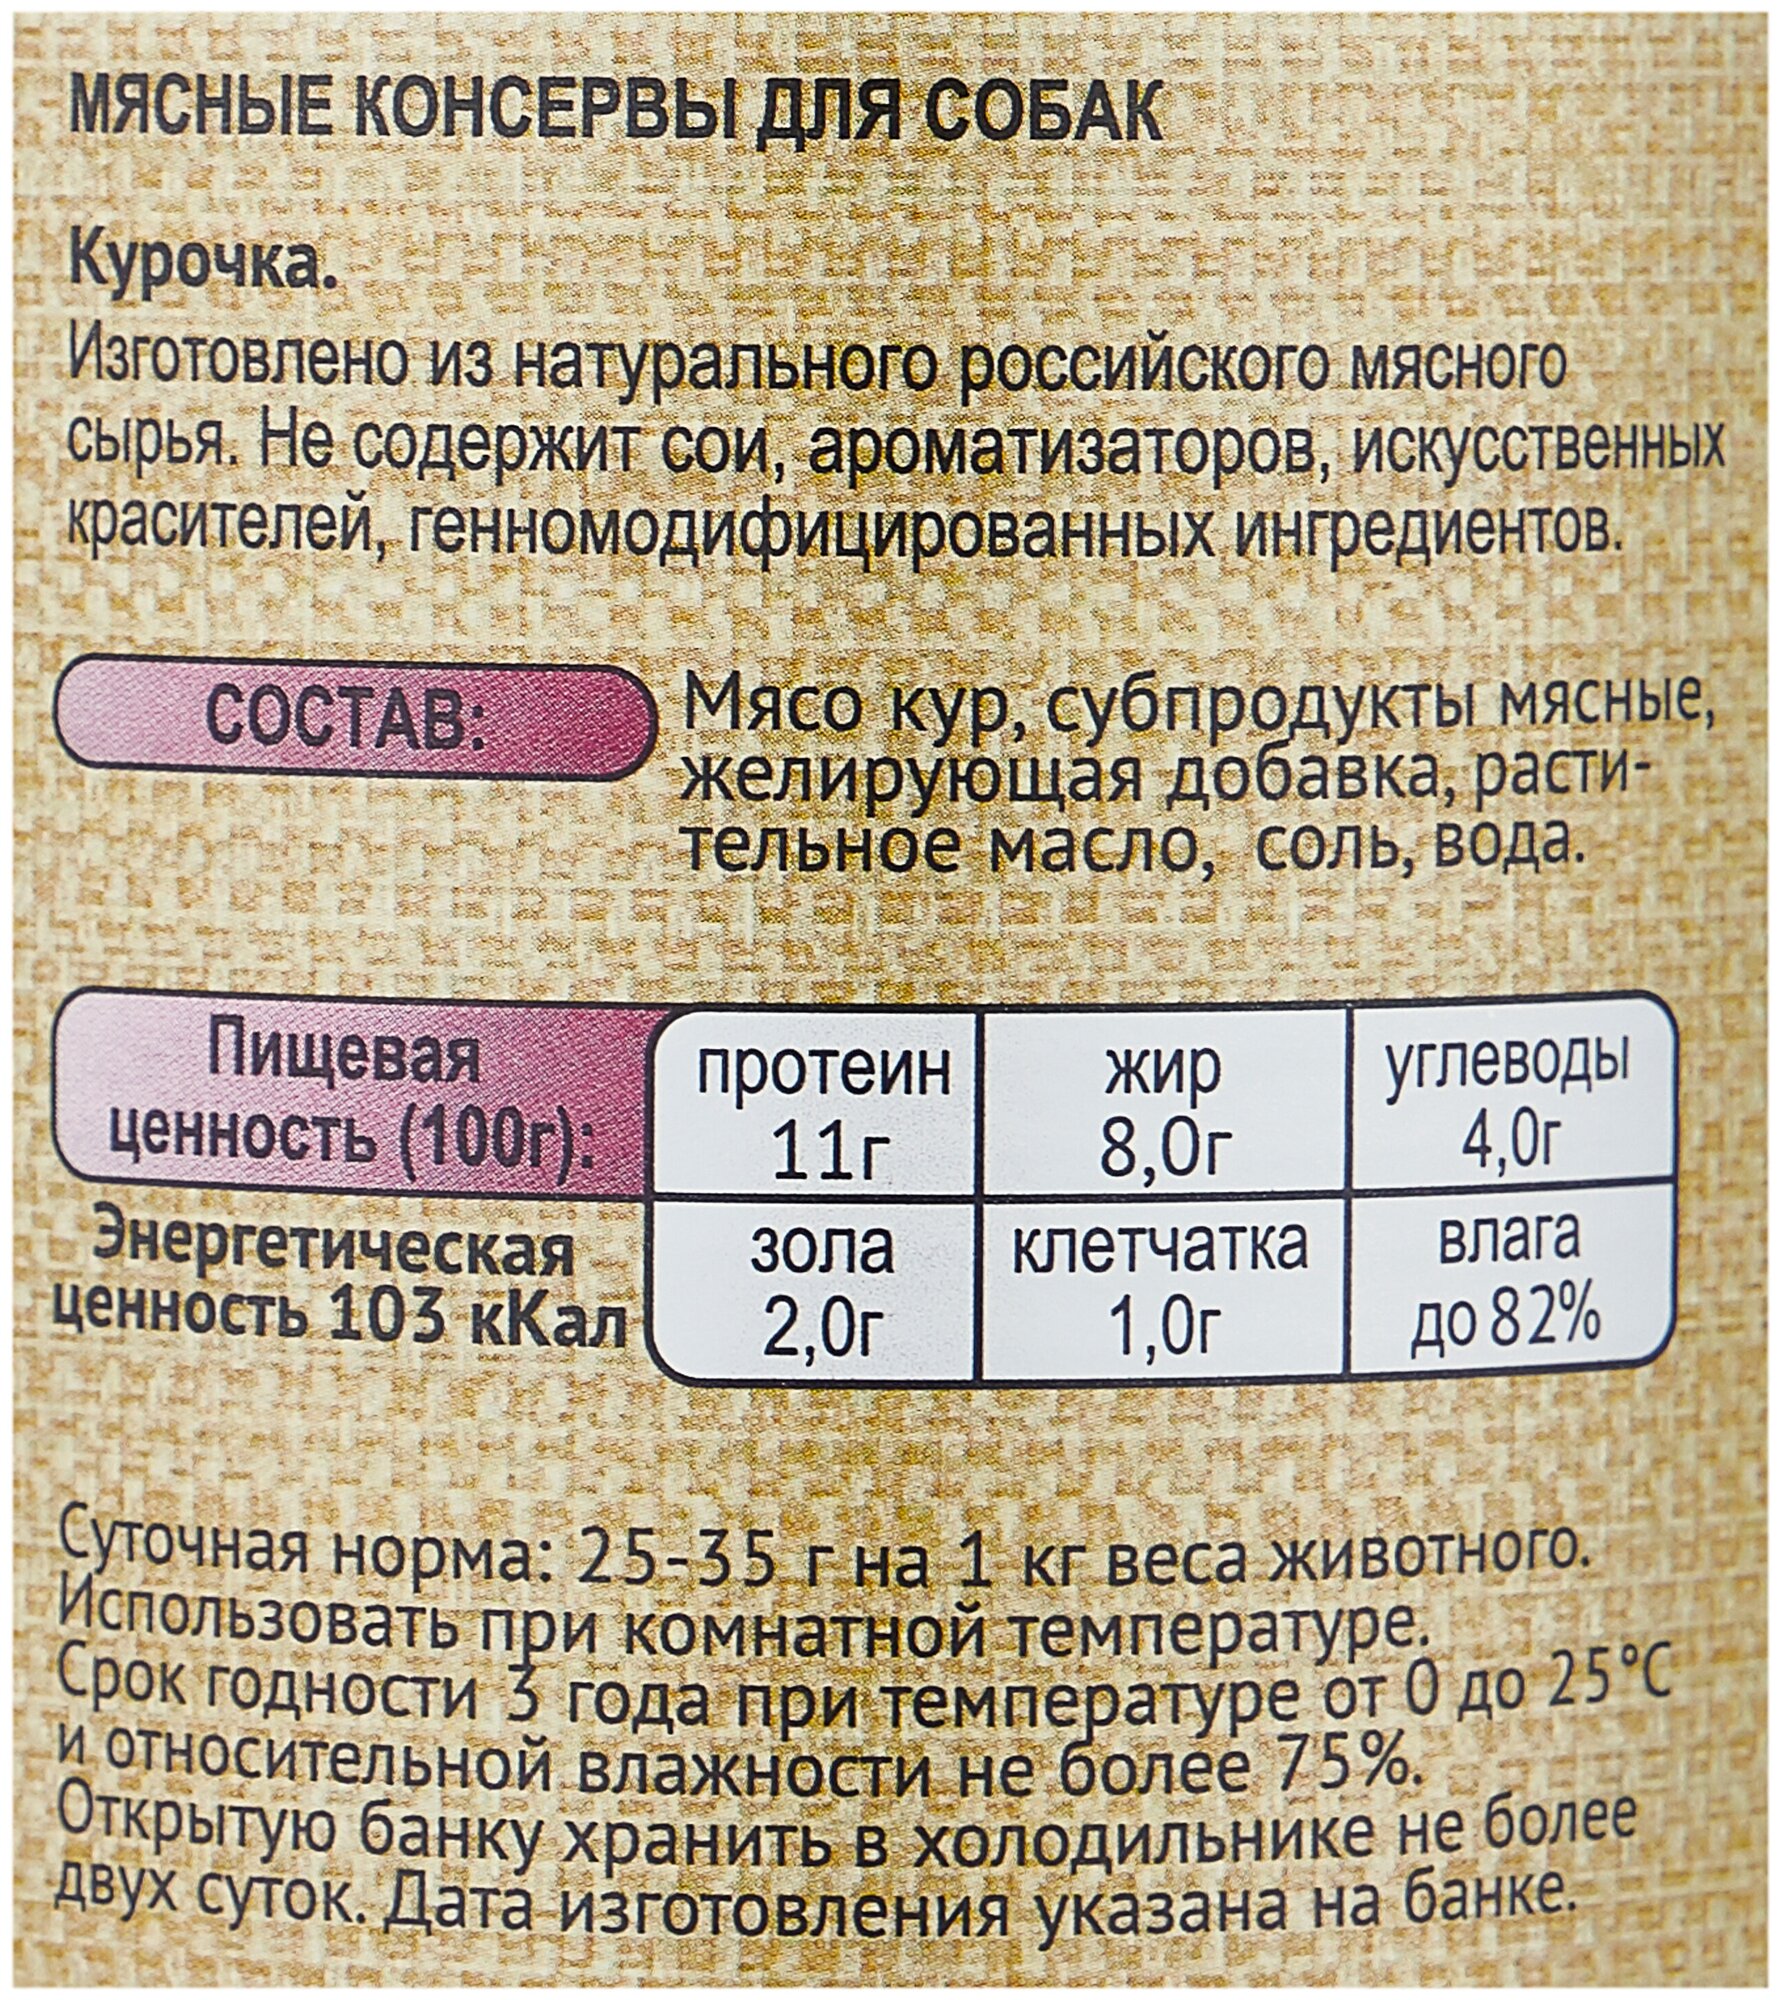 МЯСНЫЕ КОНСЕРВЫ ДЛЯ СОБАК
Курочка.
Изготовлено из натурального российского мясного
сырья. Не содержит сои, ароматизаторов, искусственных
красителей, генномодифицированных ингредиентов.
СОСТАВ:
Мясо кур, субпродукты мясные,
желирующая добавка, расти-
тельное масло, соль, вода.
Пищевая
ценность (100г):
протеин
11г
жир
8,0г
углеводы
4,0г
Энергетическая
ценность 103 кКал
зола
2,0г
клетчатка
1,0г
влага
до 82%
Суточная норма: 25-35 г на 1 кг веса животного.
Использовать при комнатной температуре.
Срок годности 3 года при температуре от 0 до 25°C
и относительной влажности не более 75%.
Открытую банку хранить в холодильнике не более
двух суток. Дата изготовления указана на банке.